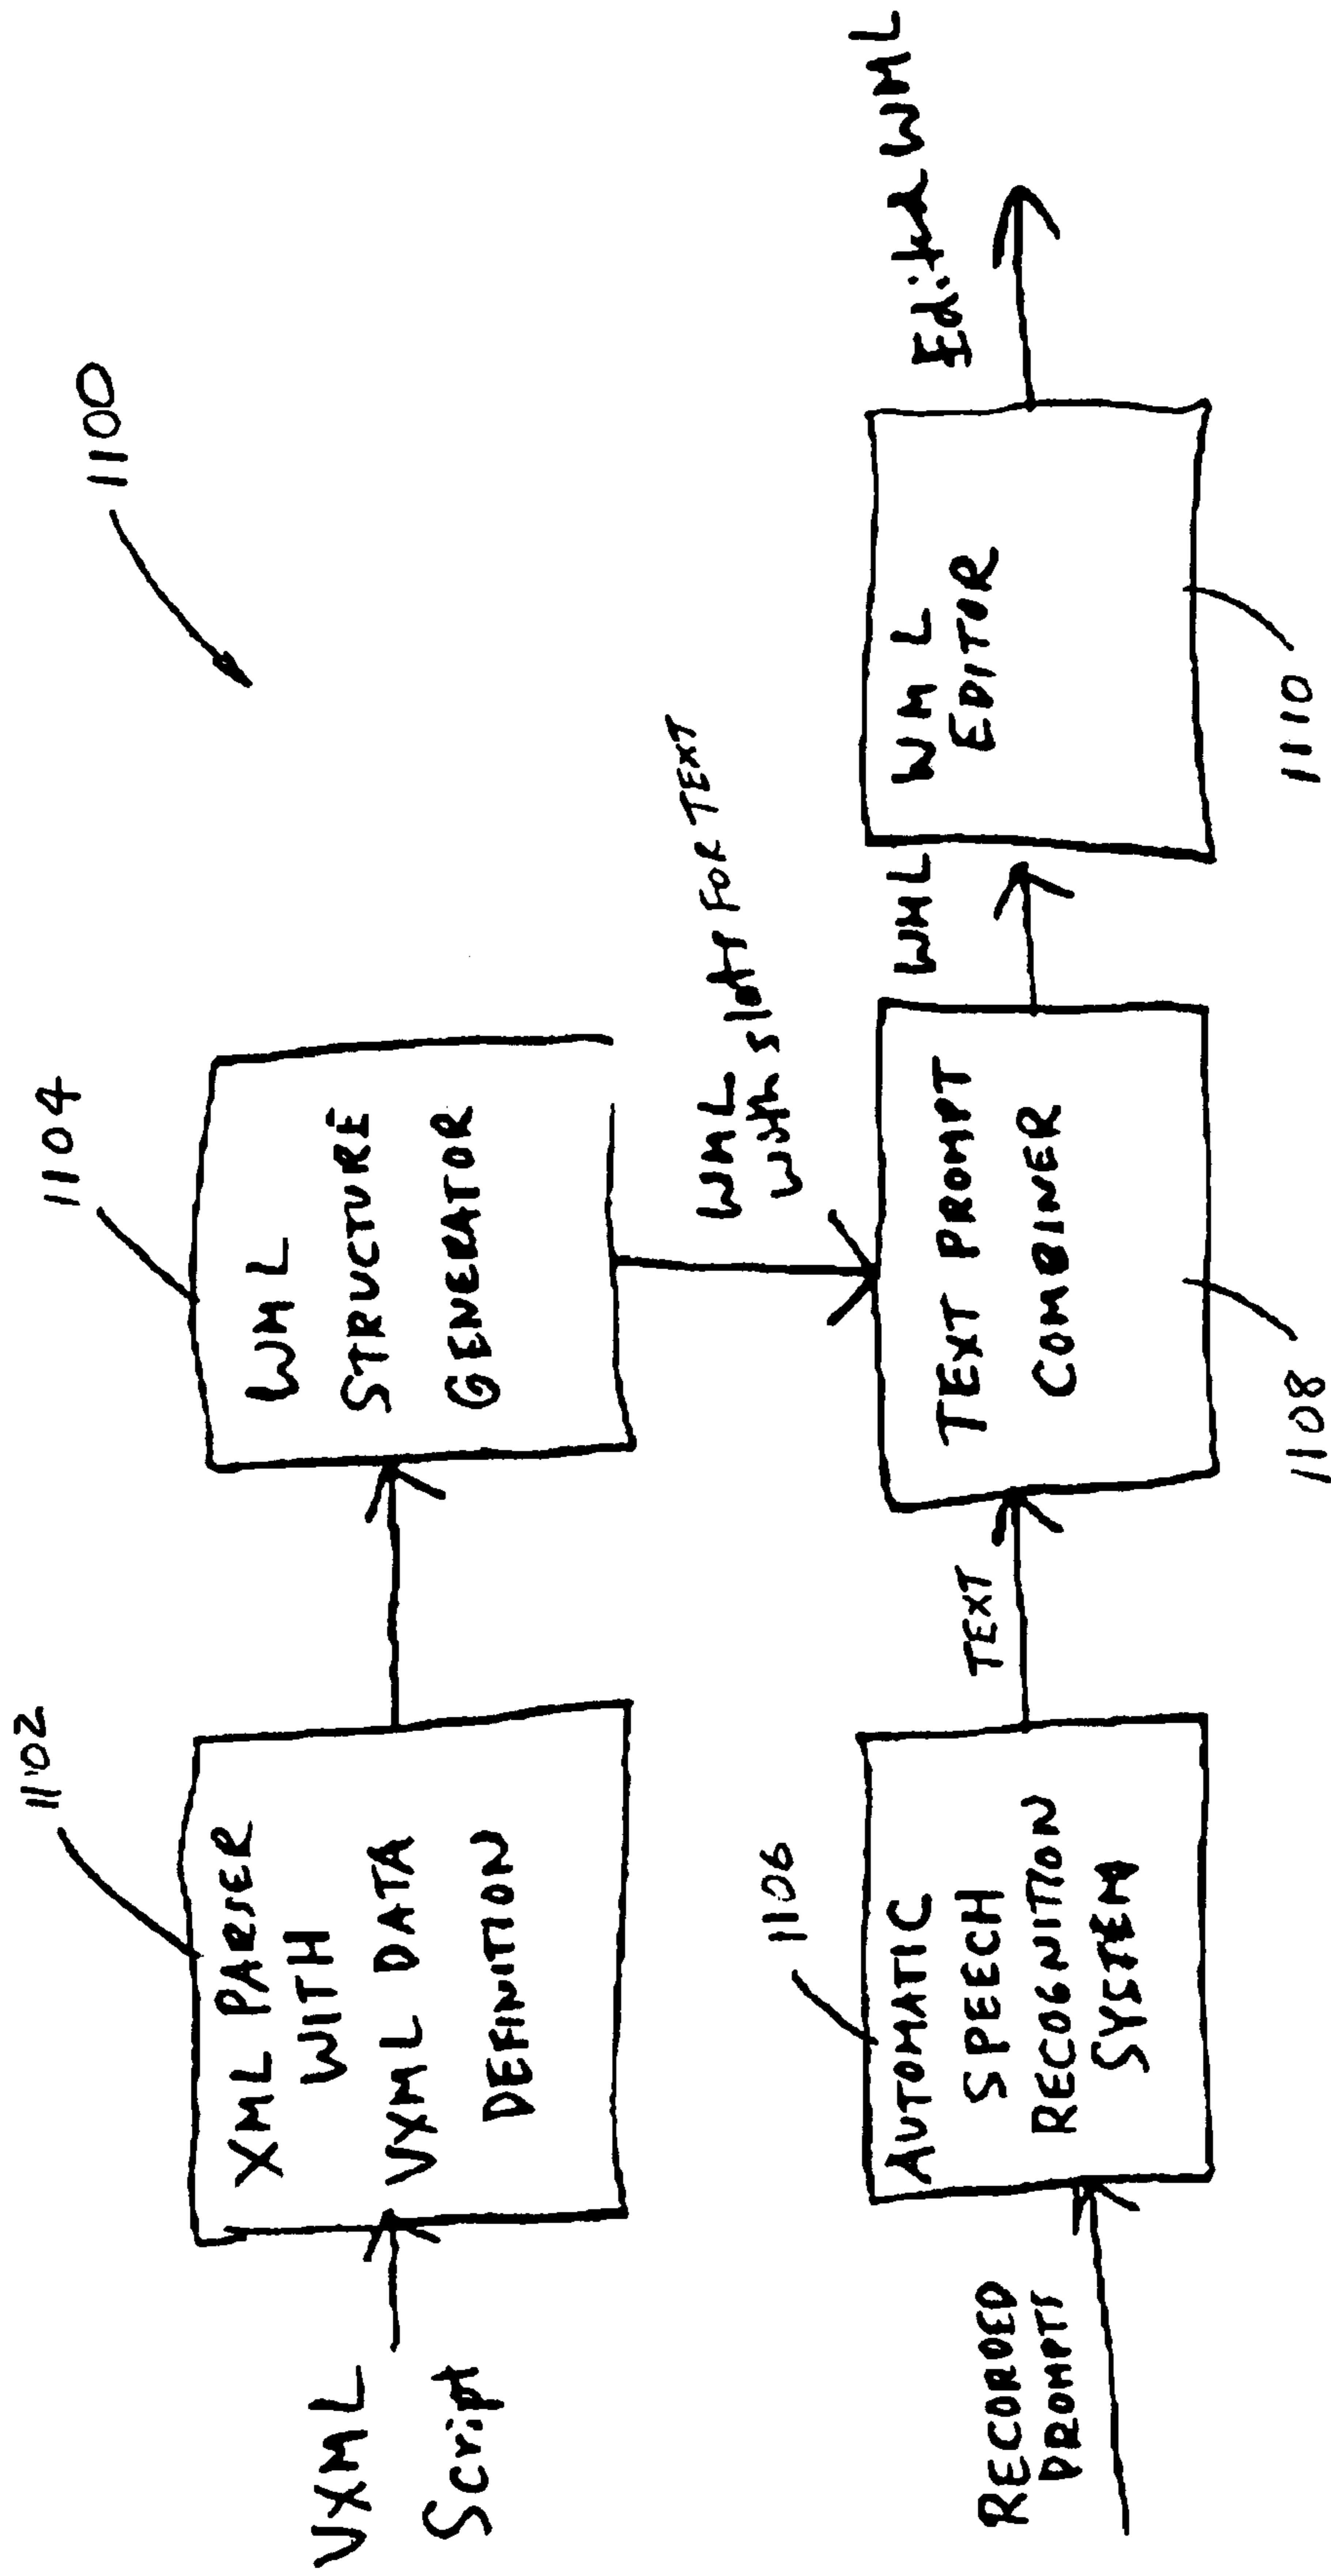 1100
VXML
Script
1102
XML PARSER
WITH
VXML DATA
DEFINITION
1104
WML
STRUCTURE
GENERATOR
WML
with slots FOR TEXT
RECORDED
PROMPTS
1106
AUTOMATIC
SPEECH
RECOGNITION
SYSTEM
TEXT
TEXT PROMPT
COMBINER
1108
WML
WML
EDITOR
1110
Edited WML